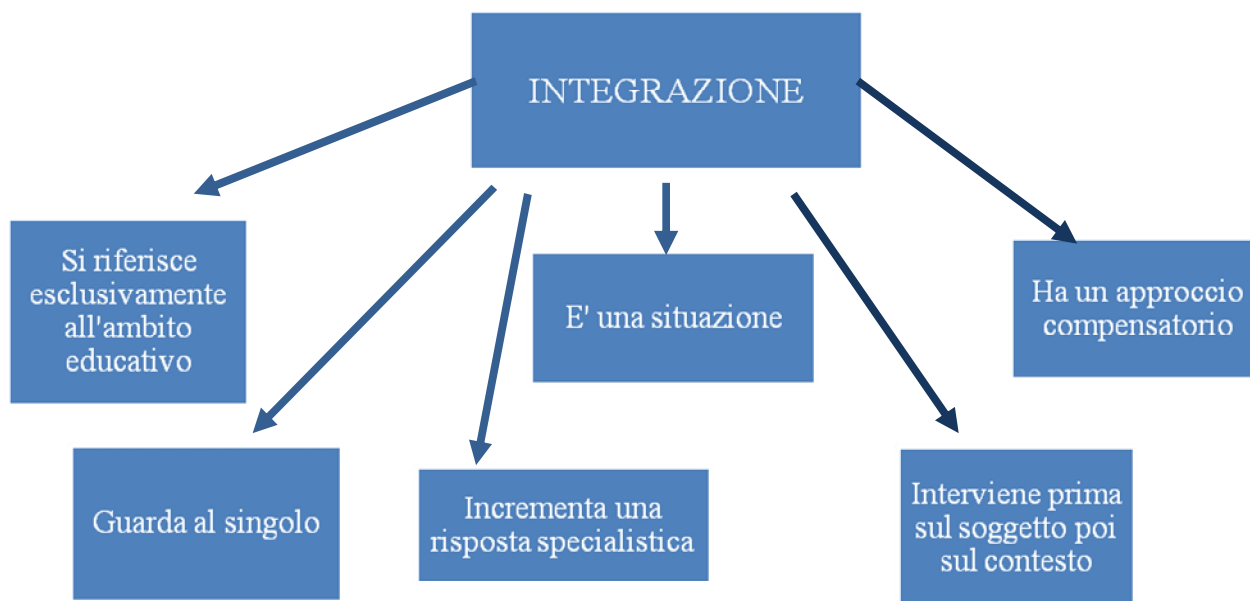 INTEGRAZIONE
Si riferisce
esclusivamente
all'ambito
educativo
E' una situazione
Ha un approccio
compensatorio
Guarda al singolo
Incrementa una
risposta specialistica
Interviene prima
sul soggetto poi
sul contesto